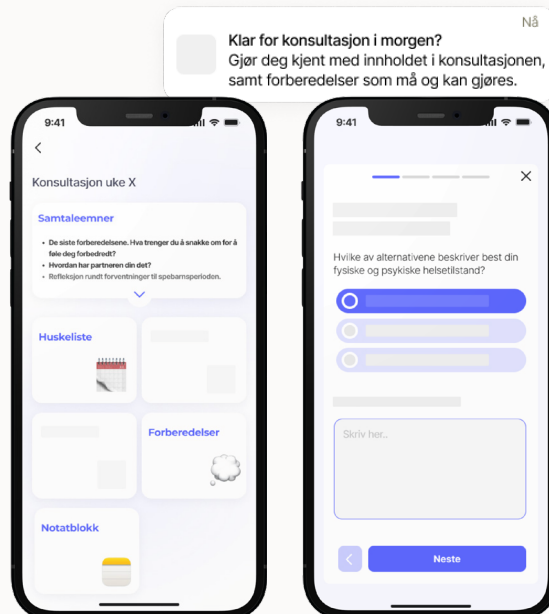 Nå
Klar for konsultasjon i morgen?
Gjør deg kjent med innholdet i konsultasjonen,
samt forberedelser som må og kan gjøres.
9:41
Konsultasjon uke X
Samtaleemner
• De siste forberedelsene. Hva trenger du å snakke om for å
føle deg forbedredt?
• Hvordan har partneren din det?
• Refleksjon rundt forventninger til spebarnsperioden.
Huskeliste
Forberedelser
Notatblokk
9:41
Hvilke av alternativene beskriver best din
fysiske og psykiske helsetilstand?
Skriv her..
Neste